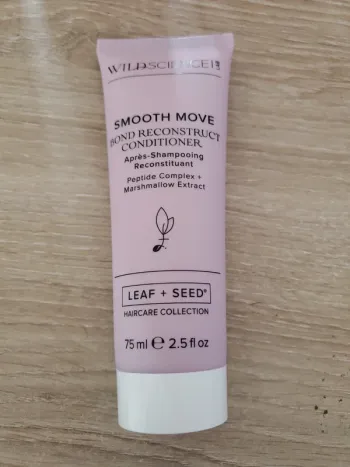 WILDSCIENCE LAB
SMOOTH MOVE
BOND RECONSTRUCT
CONDITIONER
Après-Shampooing
Reconstituant
Peptide Complex +
Marshmallow Extract
LEAF + SEED®
HAIRCARE COLLECTION
75 ml ℮ 2.5 fl oz